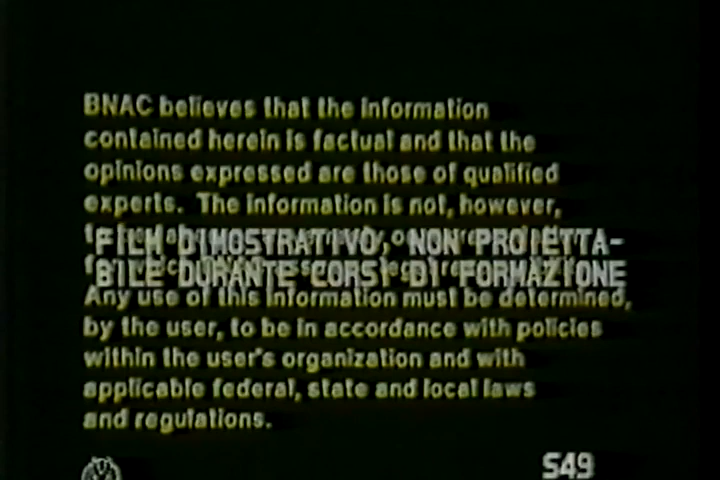 BNAC believes that the information
contained herein is factual and that the
opinions expressed are those of qualified
experts. The information is not, however,
FILM DIMOSTRATIVO, NON PROIETTA-
BILE DURANTE CORSI DI FORMAZIONE
Any use of this information must be determined,
by the user, to be in accordance with policies
within the user's organization and with
applicable federal, state and local laws
and regulations.
S49